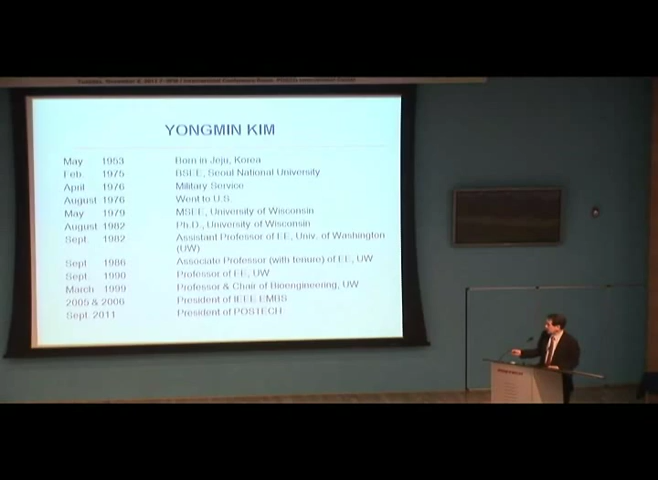 YONGMIN KIM
May 1953 Born in Jeju, Korea
Feb. 1975 BSEE, Seoul National University
April 1976 Military Service
August 1976 Went to U.S.
May 1979 MSEE, University of Wisconsin
August 1982 Ph.D., University of Wisconsin
Sept. 1982 Assistant Professor of EE, Univ. of Washington
(UW)
Sept. 1986 Associate Professor (with tenure) of EE, UW
Sept. 1990 Professor of EE, UW
March 1999 Professor & Chair of Bioengineering, UW
2005 & 2006 President of IEEE EMBS
Sept. 2011 President of POSTECH